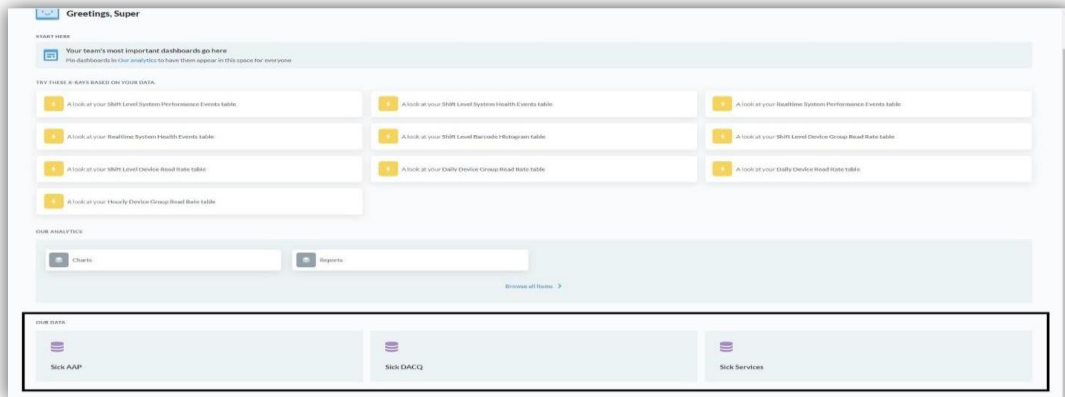 Greetings, Super
START HERE
Your team's most important dashboards go here
Pin dashboards in Our analytics to have them appear in this space for everyone
TRY THESE X-RAYS BASED ON YOUR DATA
A look at your Shift Level System Performance Events table
A look at your Shift Level System Health Events table
A look at your Realtime System Performance Events table
A look at your Realtime System Health Events table
A look at your Shift Level Barcode Histogram table
A look at your Shift Level Device Group Read Rate table
A look at your Shift Level Device Read Rate table
A look at your Daily Device Group Read Rate table
A look at your Daily Device Read Rate table
A look at your Hourly Device Group Read Rate table
OUR ANALYTICS
Charts
Reports
Browse all items
OUR DATA
Sick AAP
Sick DACQ
Sick Services